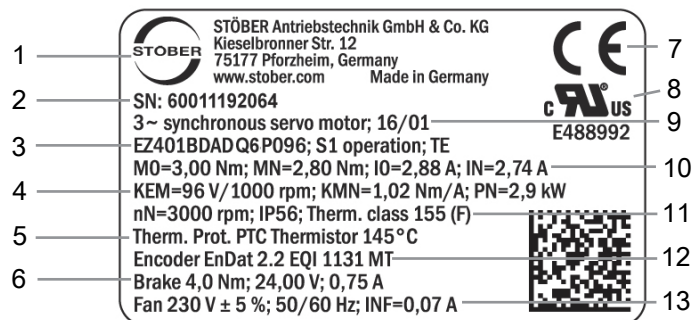 STÖBER
STÖBER Antriebstechnik GmbH & Co. KG
Kieselbronner Str. 12
75177 Pforzheim, Germany
www.stober.com Made in Germany
SN: 60011192064
3~ synchronous servo motor; 16/01
EZ401BDADQ6P096; S1 operation; TE
M0=3,00 Nm; MN=2,80 Nm; I0=2,88 A; IN=2,74 A
KEM=96 V/1000 rpm; KMN=1,02 Nm/A; PN=2,9 kW
nN=3000 rpm; IP56; Therm. class 155 (F)
Therm. Prot. PTC Thermistor 145°C
Encoder EnDat 2.2 EQI 1131 MT
Brake 4,0 Nm; 24,00 V; 0,75 A
Fan 230 V ± 5 %; 50/60 Hz; INF=0,07 A
CE
C UR ® US
E488992
1
2
3
4
5
6
7
8
9
10
11
12
13